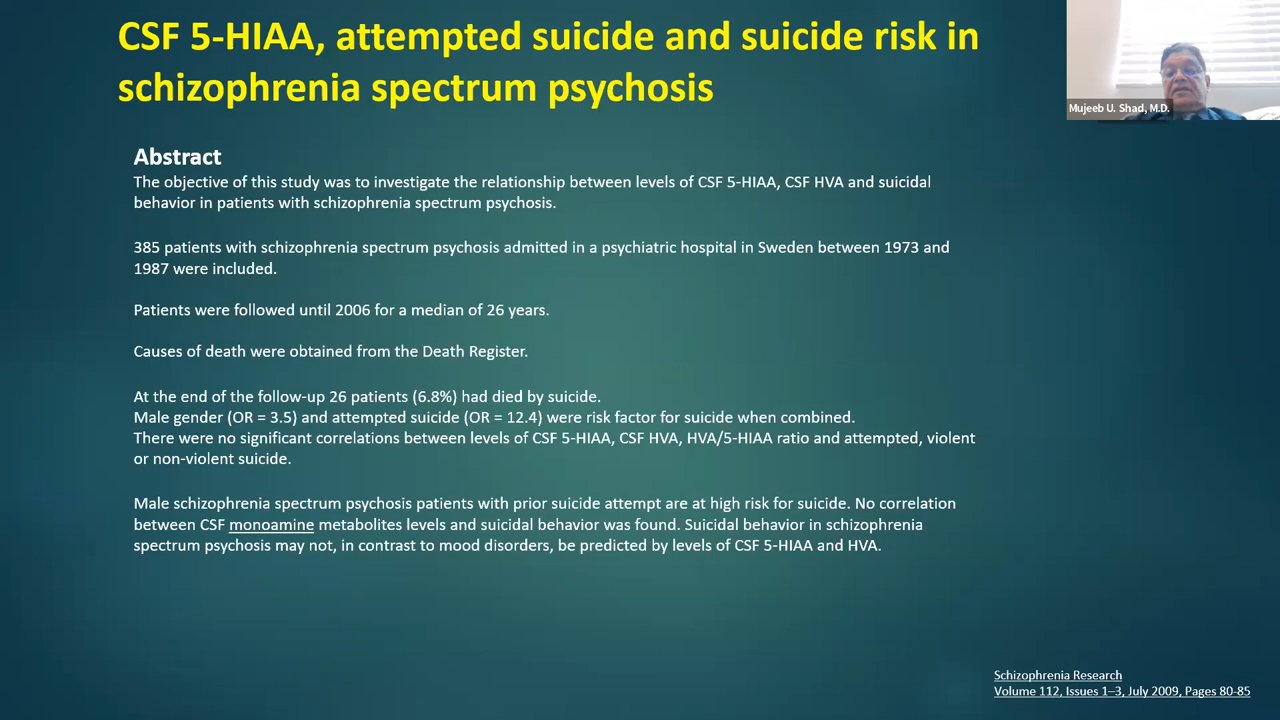 CSF 5-HIAA, attempted suicide and suicide risk in
schizophrenia spectrum psychosis
Mujeeb U. Shad, M.D.
Abstract
The objective of this study was to investigate the relationship between levels of CSF 5-HIAA, CSF HVA and suicidal
behavior in patients with schizophrenia spectrum psychosis.
385 patients with schizophrenia spectrum psychosis admitted in a psychiatric hospital in Sweden between 1973 and
1987 were included.
Patients were followed until 2006 for a median of 26 years.
Causes of death were obtained from the Death Register.
At the end of the follow-up 26 patients (6.8%) had died by suicide.
Male gender (OR = 3.5) and attempted suicide (OR = 12.4) were risk factor for suicide when combined.
There were no significant correlations between levels of CSF 5-HIAA, CSF HVA, HVA/5-HIAA ratio and attempted, violent
or non-violent suicide.
Male schizophrenia spectrum psychosis patients with prior suicide attempt are at high risk for suicide. No correlation
between CSF monoamine metabolites levels and suicidal behavior was found. Suicidal behavior in schizophrenia
spectrum psychosis may not, in contrast to mood disorders, be predicted by levels of CSF 5-HIAA and HVA.
Schizophrenia Research
Volume 112, Issues 1–3, July 2009, Pages 80-85